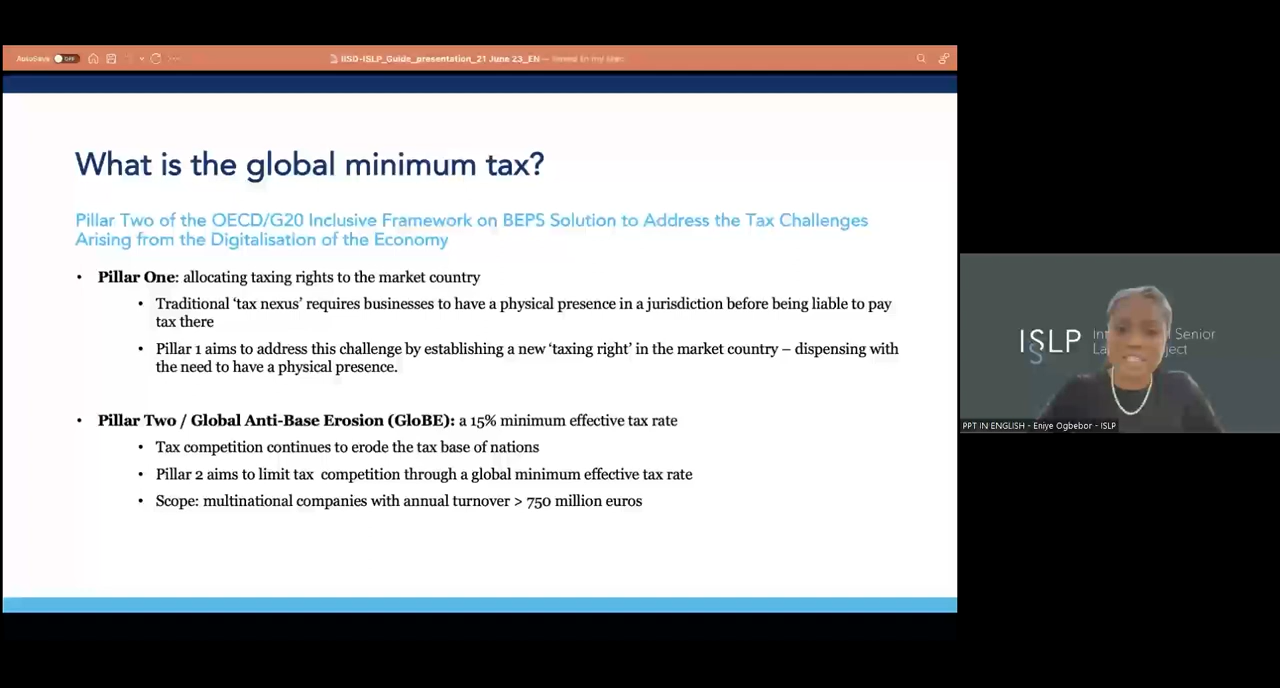 AutoSave OFF
IISD-ISLP_Guide_presentation_21 June 23_EN — Saved to my Mac
What is the global minimum tax?
Pillar Two of the OECD/G20 Inclusive Framework on BEPS Solution to Address the Tax Challenges
Arising from the Digitalisation of the Economy
• Pillar One: allocating taxing rights to the market country
• Traditional ‘tax nexus’ requires businesses to have a physical presence in a jurisdiction before being liable to pay
tax there
• Pillar 1 aims to address this challenge by establishing a new ‘taxing right’ in the market country – dispensing with
the need to have a physical presence.
• Pillar Two / Global Anti-Base Erosion (GloBE): a 15% minimum effective tax rate
• Tax competition continues to erode the tax base of nations
• Pillar 2 aims to limit tax competition through a global minimum effective tax rate
• Scope: multinational companies with annual turnover > 750 million euros
ISLP
Senior
PPT IN ENGLISH - Eniye Ogbebor - ISLP